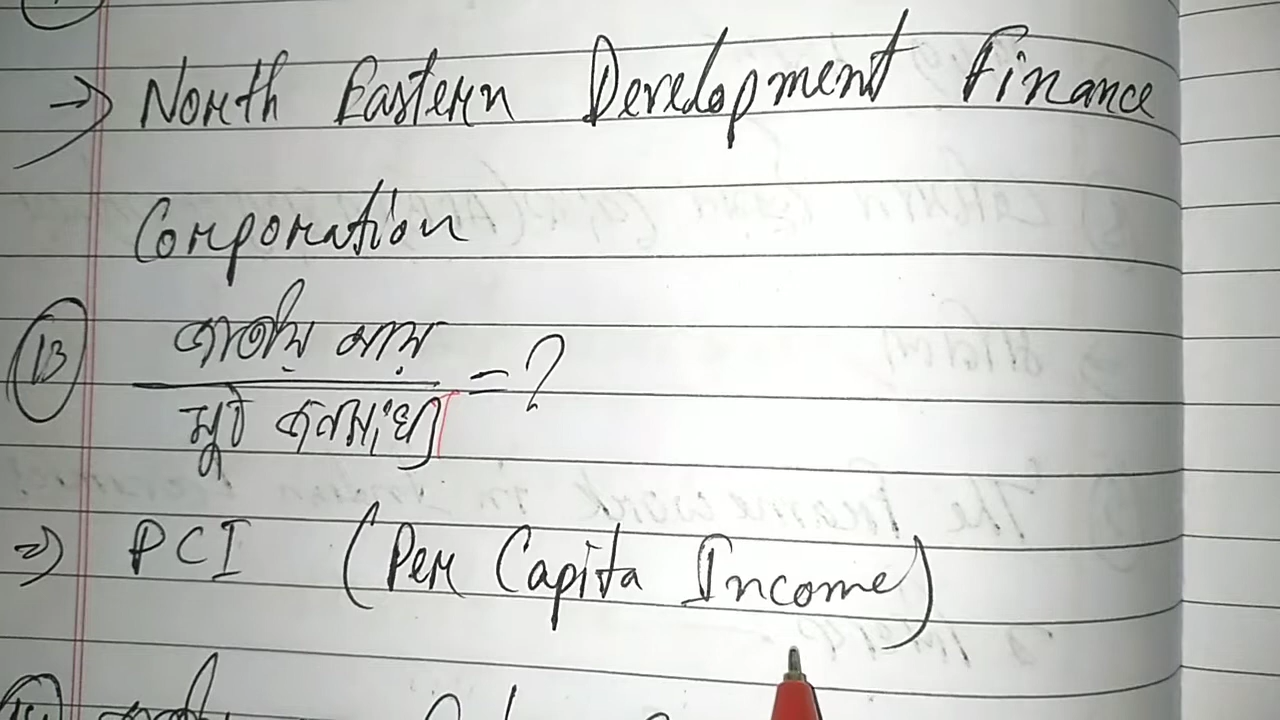 → North Eastern Development Finance
Corporation
13 জাতীয় আয়
মুঠ জনসংখ্যা = ?
⇒ PCI (Per Capita Income)